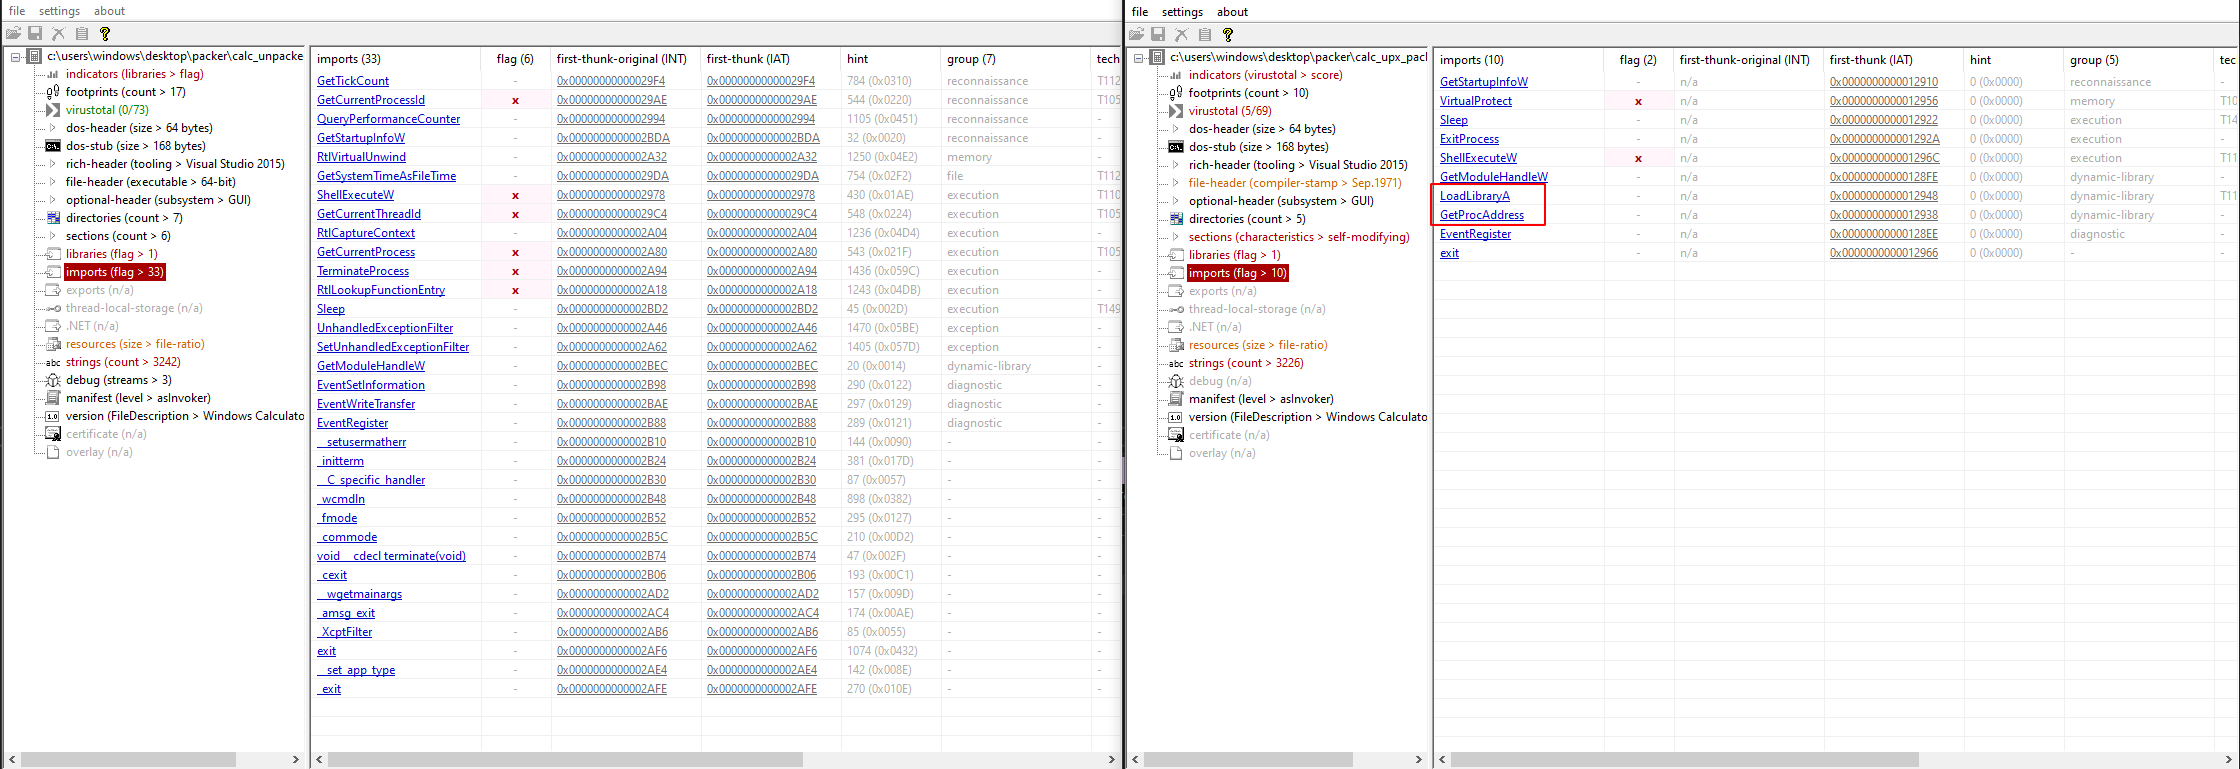 file settings about
c:\users\windows\desktop\packer\calc_unpacke
indicators (libraries > flag)
footprints (count > 17)
virustotal (0/73)
dos-header (size > 64 bytes)
dos-stub (size > 168 bytes)
rich-header (tooling > Visual Studio 2015)
file-header (executable > 64-bit)
optional-header (subsystem > GUI)
directories (count > 7)
sections (count > 6)
libraries (flag > 1)
imports (flag > 33)
exports (n/a)
thread-local-storage (n/a)
.NET (n/a)
resources (size > file-ratio)
abc strings (count > 3242)
debug (streams > 3)
manifest (level > asInvoker)
1.0 version (FileDescription > Windows Calculato
certificate (n/a)
overlay (n/a)
imports (33) flag (6) first-thunk-original (INT) first-thunk (IAT) hint group (7) tech
GetTickCount - 0x00000000000029F4 0x00000000000029F4 784 (0x0310) reconnaissance T112
GetCurrentProcessId x 0x00000000000029AE 0x00000000000029AE 544 (0x0220) reconnaissance T105
QueryPerformanceCounter - 0x0000000000002994 0x0000000000002994 1105 (0x0451) reconnaissance -
GetStartupInfoW - 0x0000000000002BDA 0x0000000000002BDA 32 (0x0020) reconnaissance -
RtlVirtualUnwind - 0x0000000000002A32 0x0000000000002A32 1250 (0x04E2) memory -
GetSystemTimeAsFileTime - 0x00000000000029DA 0x00000000000029DA 754 (0x02F2) file T112
ShellExecuteW x 0x0000000000002978 0x0000000000002978 430 (0x01AE) execution T110
GetCurrentThreadId x 0x00000000000029C4 0x00000000000029C4 548 (0x0224) execution T105
RtlCaptureContext - 0x0000000000002A04 0x0000000000002A04 1236 (0x04D4) execution -
GetCurrentProcess x 0x0000000000002A80 0x0000000000002A80 543 (0x021F) execution T105
TerminateProcess x 0x0000000000002A94 0x0000000000002A94 1436 (0x059C) execution -
RtlLookupFunctionEntry x 0x0000000000002A18 0x0000000000002A18 1243 (0x04DB) execution -
Sleep - 0x0000000000002BD2 0x0000000000002BD2 45 (0x002D) execution T149
UnhandledExceptionFilter - 0x0000000000002A46 0x0000000000002A46 1470 (0x05BE) exception -
SetUnhandledExceptionFilter - 0x0000000000002A62 0x0000000000002A62 1405 (0x057D) exception -
GetModuleHandleW - 0x0000000000002BEC 0x0000000000002BEC 20 (0x0014) dynamic-library -
EventSetInformation - 0x0000000000002B98 0x0000000000002B98 290 (0x0122) diagnostic -
EventWriteTransfer - 0x0000000000002BAE 0x0000000000002BAE 297 (0x0129) diagnostic -
EventRegister - 0x0000000000002B88 0x0000000000002B88 289 (0x0121) diagnostic -
__setusermatherr - 0x0000000000002B10 0x0000000000002B10 144 (0x0090) - -
_initterm - 0x0000000000002B24 0x0000000000002B24 381 (0x017D) - -
__C_specific_handler - 0x0000000000002B30 0x0000000000002B30 87 (0x0057) - -
_wcmdln - 0x0000000000002B48 0x0000000000002B48 898 (0x0382) - -
_fmode - 0x0000000000002B52 0x0000000000002B52 295 (0x0127) - -
_commode - 0x0000000000002B5C 0x0000000000002B5C 210 (0x00D2) - -
void __cdecl terminate(void) - 0x0000000000002B74 0x0000000000002B74 47 (0x002F) - -
_cexit - 0x0000000000002B06 0x0000000000002B06 193 (0x00C1) - -
__wgetmainargs - 0x0000000000002AD2 0x0000000000002AD2 157 (0x009D) - -
_amsg_exit - 0x0000000000002AC4 0x0000000000002AC4 174 (0x00AE) - -
_XcptFilter - 0x0000000000002AB6 0x0000000000002AB6 85 (0x0055) - -
exit - 0x0000000000002AF6 0x0000000000002AF6 1074 (0x0432) - -
__set_app_type - 0x0000000000002AE4 0x0000000000002AE4 142 (0x008E) - -
_exit - 0x0000000000002AFE 0x0000000000002AFE 270 (0x010E) - -
file settings about
c:\users\windows\desktop\packer\calc_upx_pac
indicators (virustotal > score)
footprints (count > 10)
virustotal (5/69)
dos-header (size > 64 bytes)
dos-stub (size > 168 bytes)
rich-header (tooling > Visual Studio 2015)
file-header (compiler-stamp > Sep.1971)
optional-header (subsystem > GUI)
directories (count > 5)
sections (characteristics > self-modifying)
libraries (flag > 1)
imports (flag > 10)
exports (n/a)
thread-local-storage (n/a)
.NET (n/a)
resources (size > file-ratio)
abc strings (count > 3226)
debug (n/a)
manifest (level > asInvoker)
1.0 version (FileDescription > Windows Calculato
certificate (n/a)
overlay (n/a)
imports (10) flag (2) first-thunk-original (INT) first-thunk (IAT) hint group (5) tec
GetStartupInfoW - n/a 0x0000000000012910 0 (0x0000) reconnaissance -
VirtualProtect x n/a 0x0000000000012956 0 (0x0000) memory T10
Sleep - n/a 0x0000000000012922 0 (0x0000) execution T14
ExitProcess - n/a 0x000000000001292A 0 (0x0000) execution -
ShellExecuteW x n/a 0x000000000001296C 0 (0x0000) execution T11
GetModuleHandleW - n/a 0x00000000000128FE 0 (0x0000) dynamic-library -
LoadLibraryA - n/a 0x0000000000012948 0 (0x0000) dynamic-library T11
GetProcAddress - n/a 0x0000000000012938 0 (0x0000) dynamic-library -
EventRegister - n/a 0x00000000000128EE 0 (0x0000) diagnostic -
exit - n/a 0x0000000000012966 0 (0x0000) - -